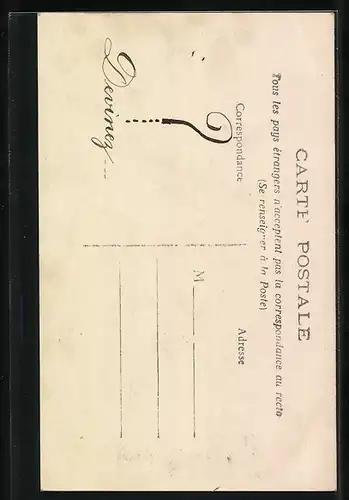 CARTE POSTALE
Tous les pays étrangers n'acceptent pas la correspondance au recto
(Se renseigner à la Poste)
Correspondance
Adresse
?
M
Devinez!...